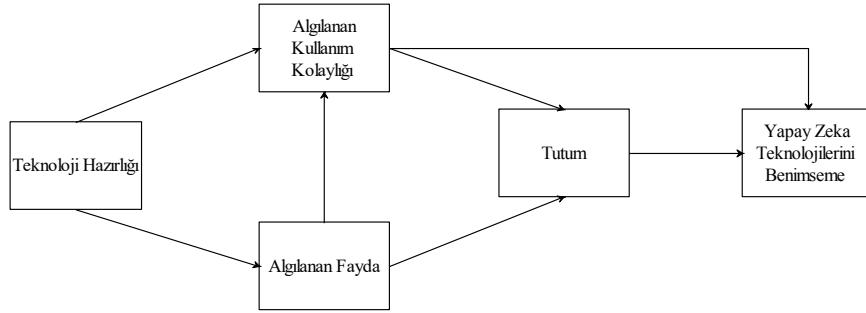 Algılanan
Kullanım
Kolaylığı
Teknoloji Hazırlığı
Tutum
Yapay Zeka
Teknolojilerini
Benimseme
Algılanan Fayda